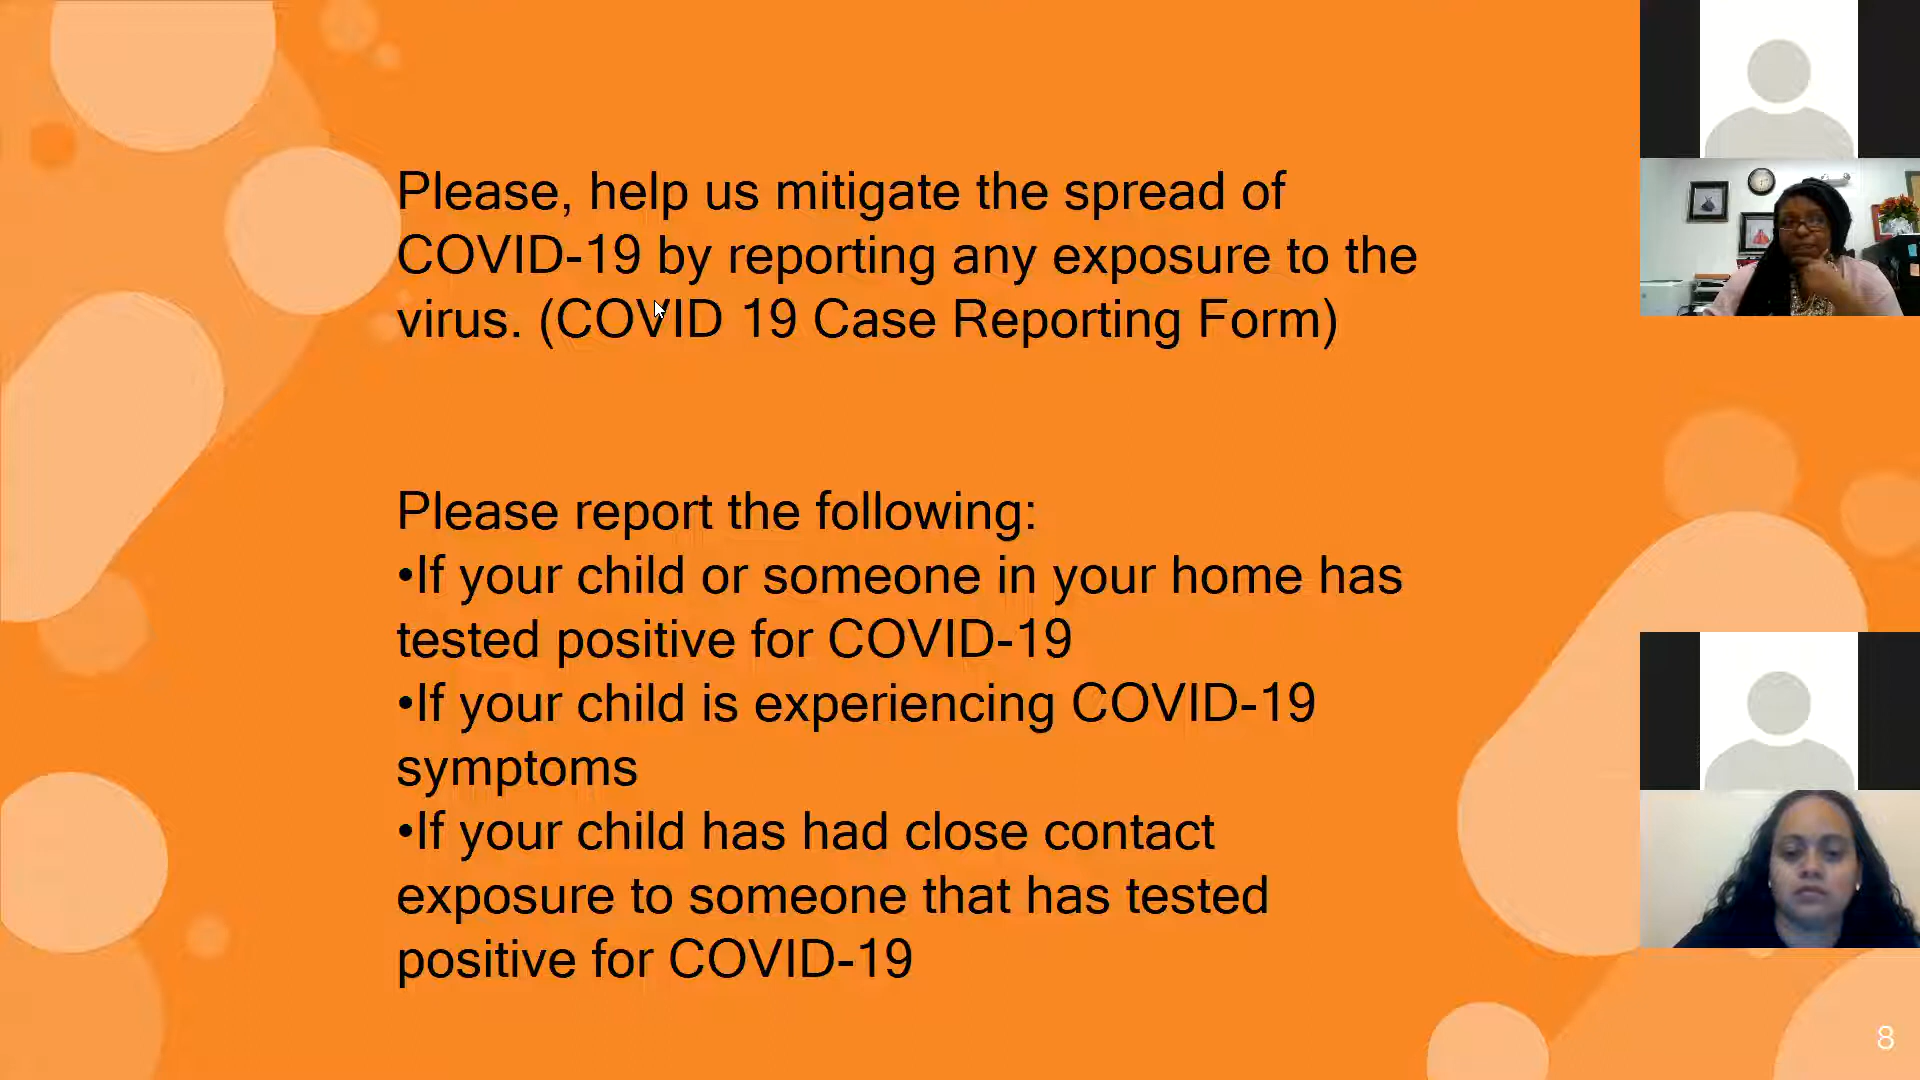 Please, help us mitigate the spread of
COVID-19 by reporting any exposure to the
virus. (COVID 19 Case Reporting Form)
Please report the following:
•If your child or someone in your home has
tested positive for COVID-19
•If your child is experiencing COVID-19
symptoms
•If your child has had close contact
exposure to someone that has tested
positive for COVID-19
8